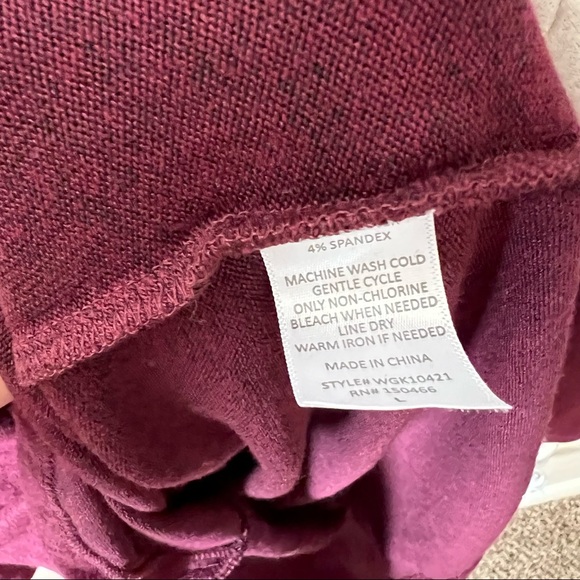 4% SPANDEX
MACHINE WASH COLD
GENTLE CYCLE
ONLY NON-CHLORINE
BLEACH WHEN NEEDED
LINE DRY
WARM IRON IF NEEDED
MADE IN CHINA
STYLE# WGK10421
RN# 150466
L